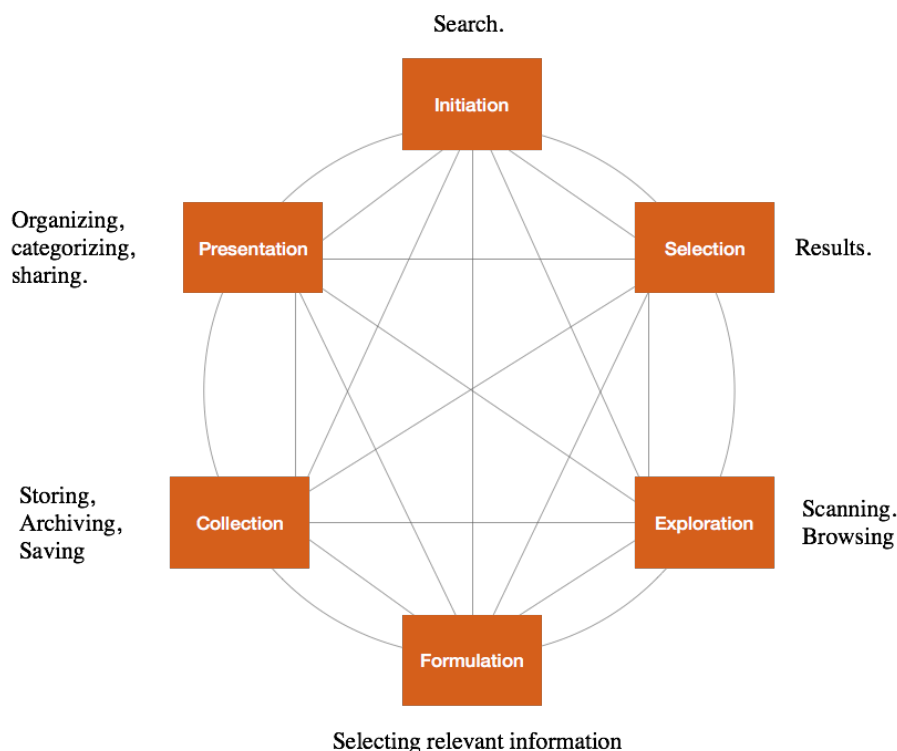 Search.
Initiation
Organizing,
categorizing,
sharing.
Presentation
Selection
Results.
Storing,
Archiving,
Saving
Collection
Exploration
Scanning.
Browsing
Formulation
Selecting relevant information